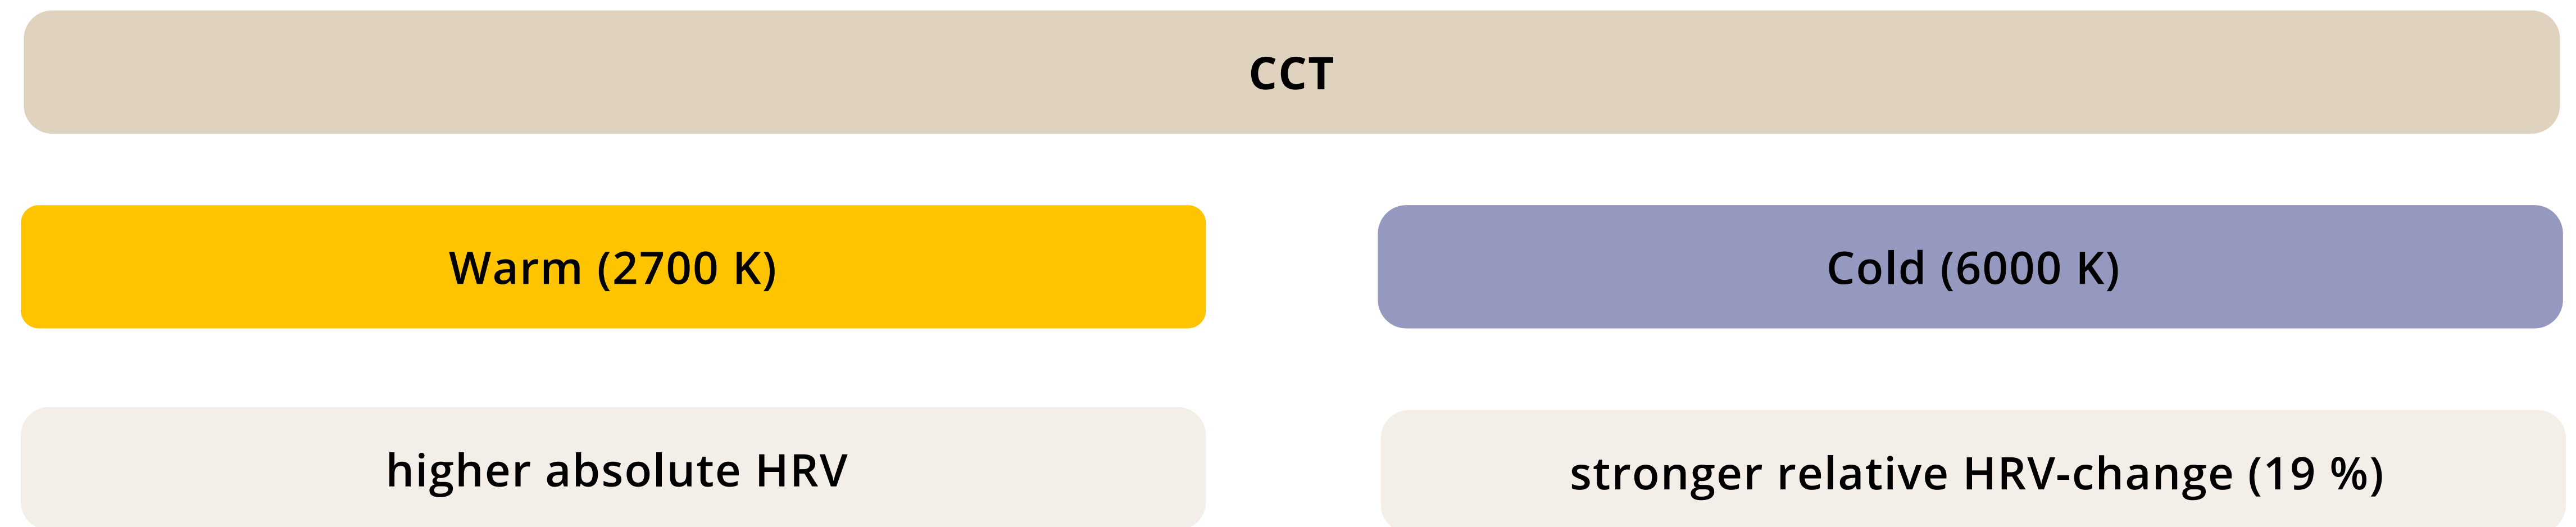 CCT
Warm (2700 K)
Cold (6000 K)
higher absolute HRV
stronger relative HRV-change (19 %)